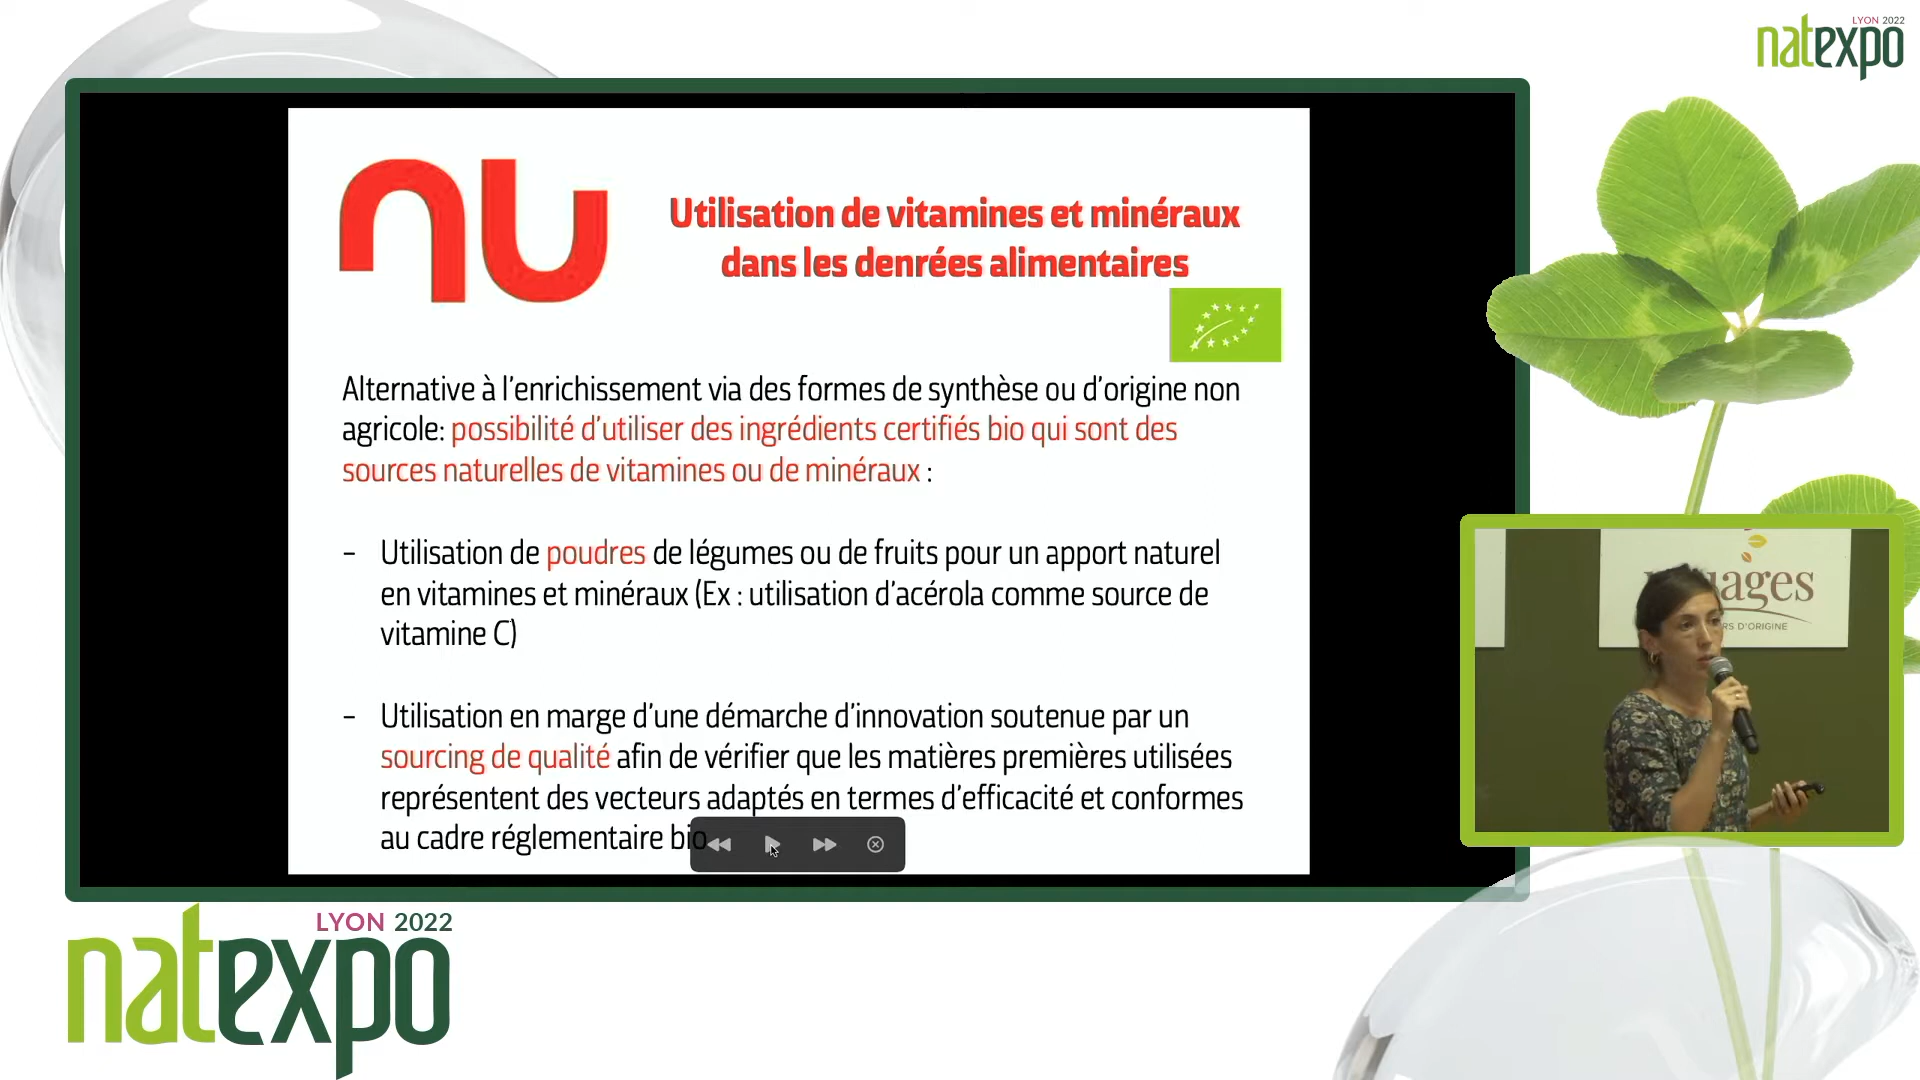 LYON 2022
natexpo
nu
Utilisation de vitamines et minéraux
dans les denrées alimentaires
Alternative à l'enrichissement via des formes de synthèse ou d'origine non
agricole: possibilité d'utiliser des ingrédients certifiés bio qui sont des
sources naturelles de vitamines ou de minéraux :
- Utilisation de poudres de légumes ou de fruits pour un apport naturel
en vitamines et minéraux (Ex : utilisation d'acérola comme source de
vitamine C)
- Utilisation en marge d'une démarche d'innovation soutenue par un
sourcing de qualité afin de vérifier que les matières premières utilisées
représentent des vecteurs adaptés en termes d'efficacité et conformes
au cadre réglementaire bio
D'ORIGINE
LYON 2022
natexpo